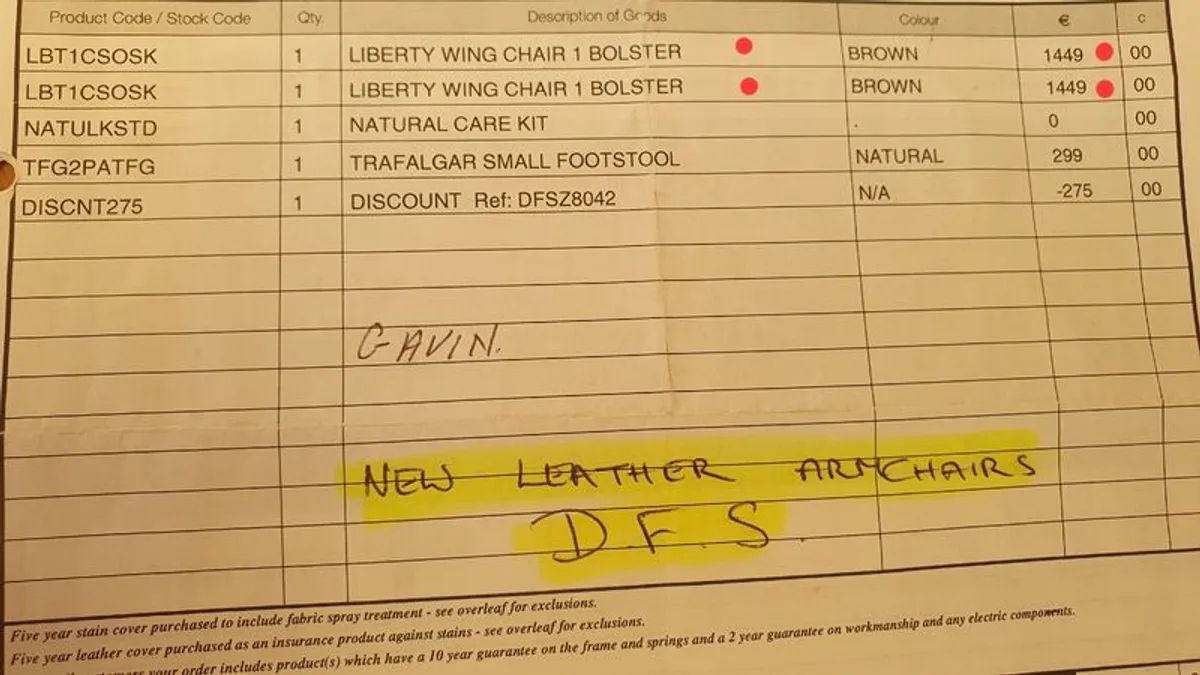 Product Code / Stock Code Qty. Description of Goods Colour € c
LBT1CSOSK 1 LIBERTY WING CHAIR 1 BOLSTER BROWN 1449 00
LBT1CSOSK 1 LIBERTY WING CHAIR 1 BOLSTER BROWN 1449 00
NATULKSTD 1 NATURAL CARE KIT . 0 00
TFG2PATFG 1 TRAFALGAR SMALL FOOTSTOOL NATURAL 299 00
DISCNT275 1 DISCOUNT Ref: DFSZ8042 N/A -275 00
GAVIN.
NEW LEATHER ARMCHAIRS
D.F.S.
Five year stain cover purchased to include fabric spray treatment - see overleaf for exclusions.
Five year leather cover purchased as an insurance product against stains - see overleaf for exclusions.
your order includes product(s) which have a 10 year guarantee on the frame and springs and a 2 year guarantee on workmanship and any electric components.